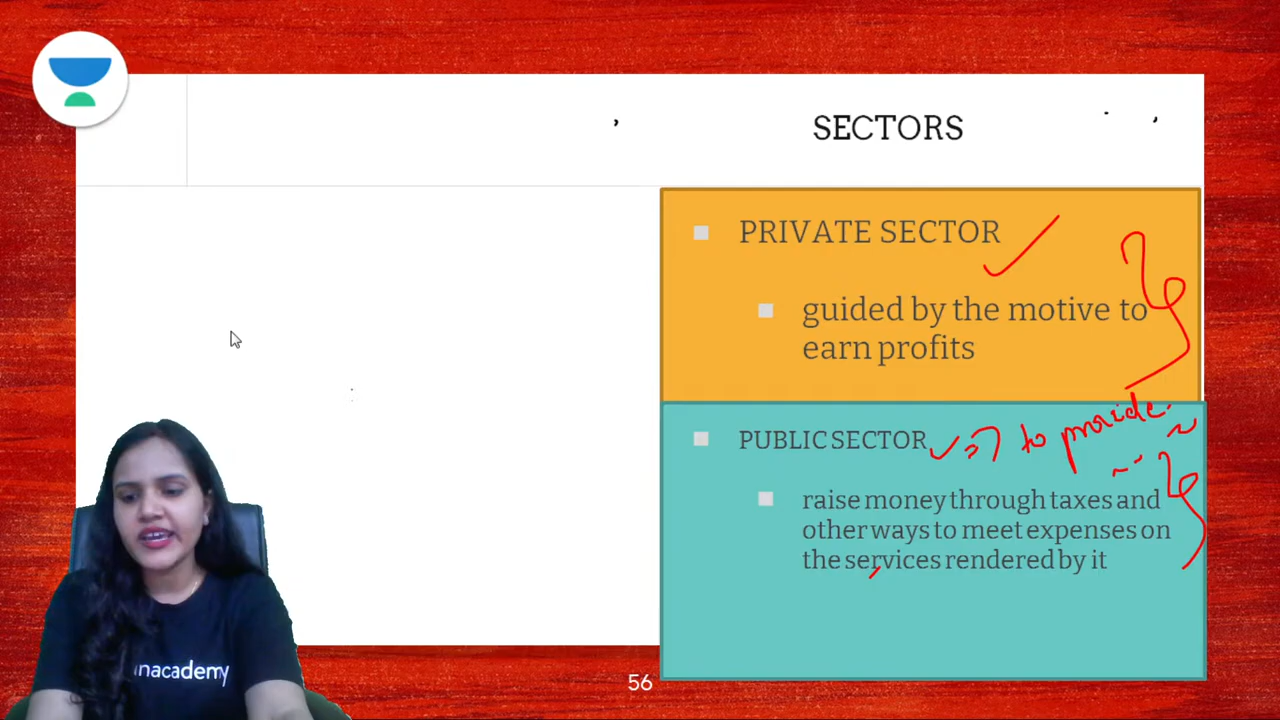 SECTORS
PRIVATE SECTOR
guided by the motive to
earn profits
PUBLIC SECTOR
to provide
raise money through taxes and
other ways to meet expenses on
the services rendered by it
nacademy
56